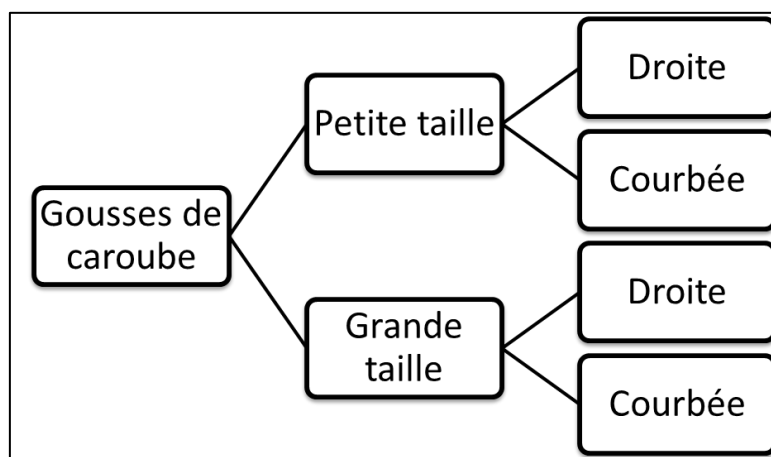 Gousses de
caroube
Petite taille
Droite
Courbée
Grande
taille
Droite
Courbée